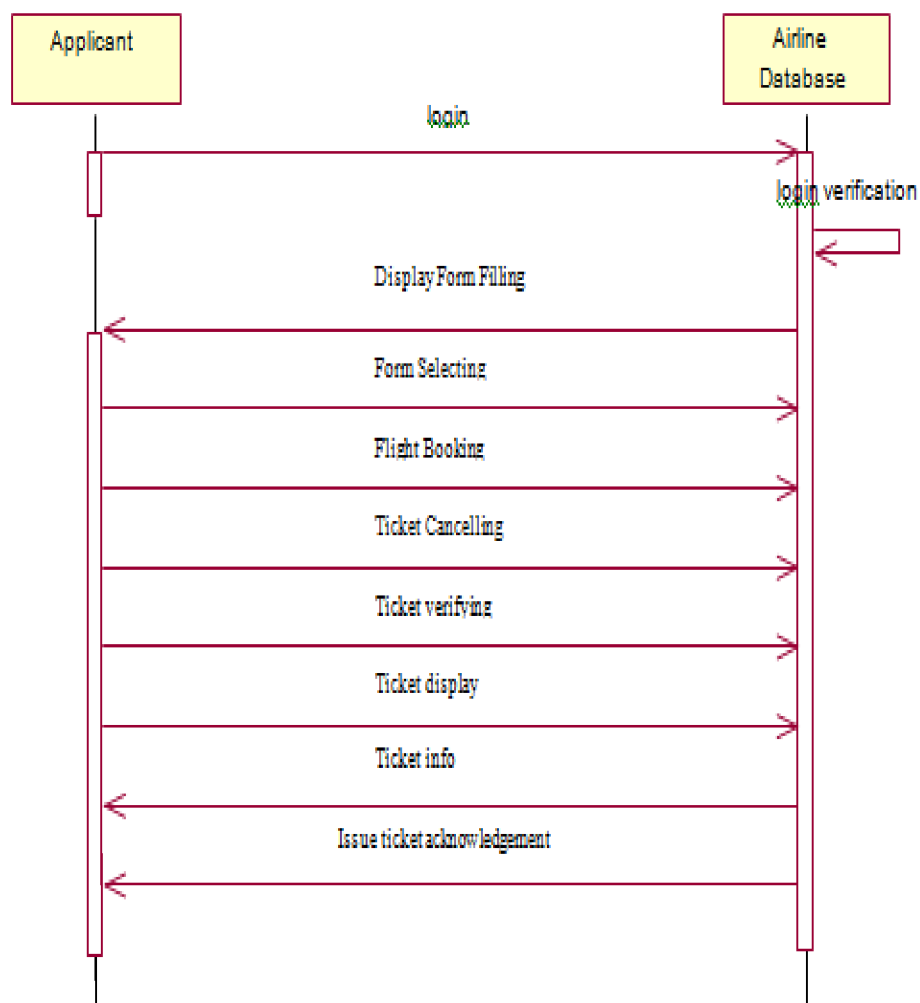 Applicant
Airline
Database
login
login verification
Display Form Filling
Form Selecting
Flight Booking
Ticket Cancelling
Ticket verifying
Ticket display
Ticket info
Issue ticket acknowledgement